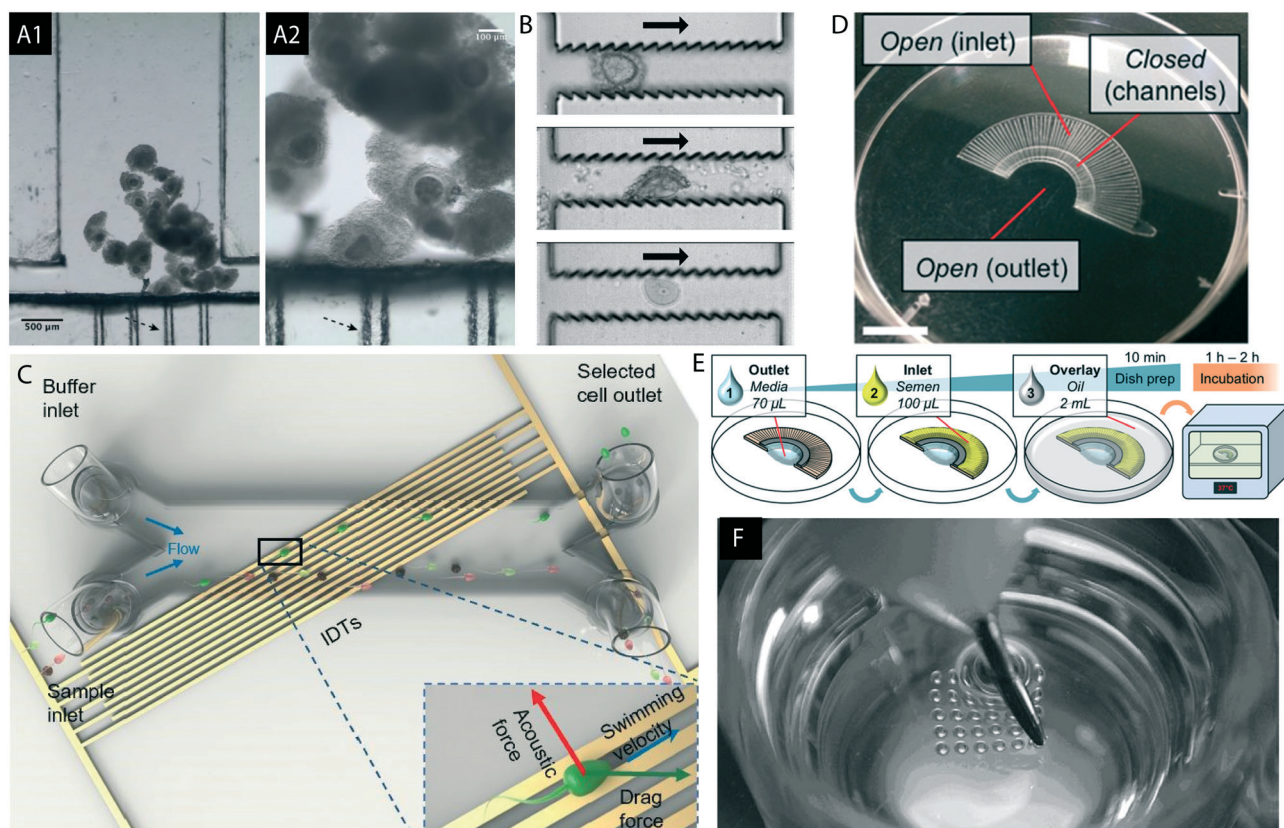 A1
500 µm
A2
100 µm
B
D
Open (inlet)
Closed
(channels)
Open (outlet)
C
Buffer
inlet
Selected
cell outlet
Flow
IDTs
Sample
inlet
Acoustic
force
Swimming
velocity
Drag
force
E
1
Outlet
Media
70 µL
2
Inlet
Semen
100 µL
3
Overlay
Oil
2 mL
10 min
Dish prep
1 h – 2 h
Incubation
37°C
F